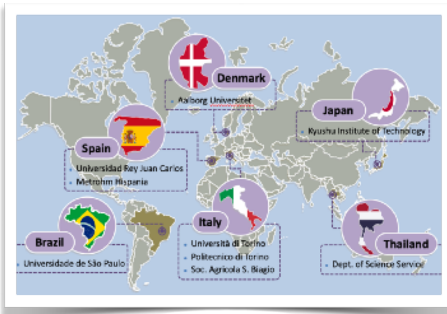 Denmark
Aalborg Universitet
Japan
Kyushu Institute of Technology
Spain
Universidad Rey Juan Carlos
Metrohm Hispania
Italy
Università di Torino
Politecnico di Torino
Soc. Agricola S. Biagio
Brazil
Universidade de São Paulo
Thailand
Dept. of Science Service